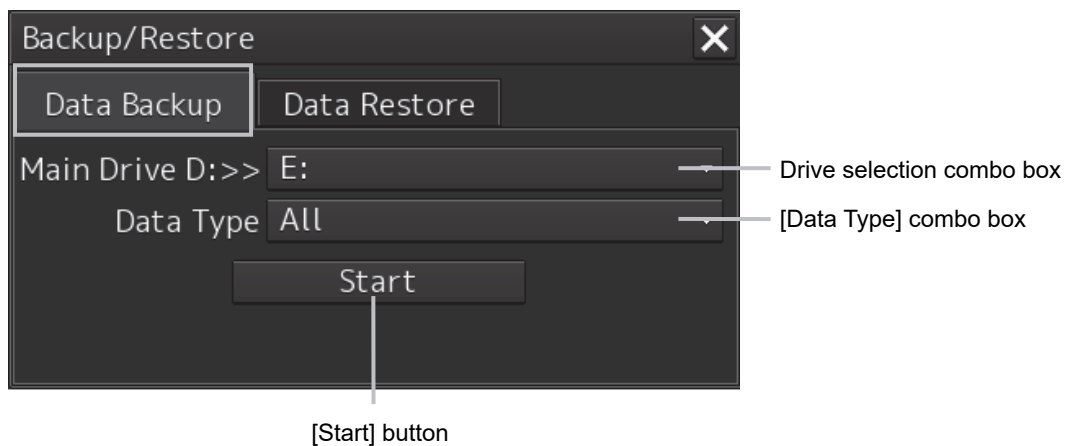 Backup/Restore
Data Backup
Data Restore
Main Drive D:>> E:
Drive selection combo box
Data Type All
[Data Type] combo box
Start
[Start] button